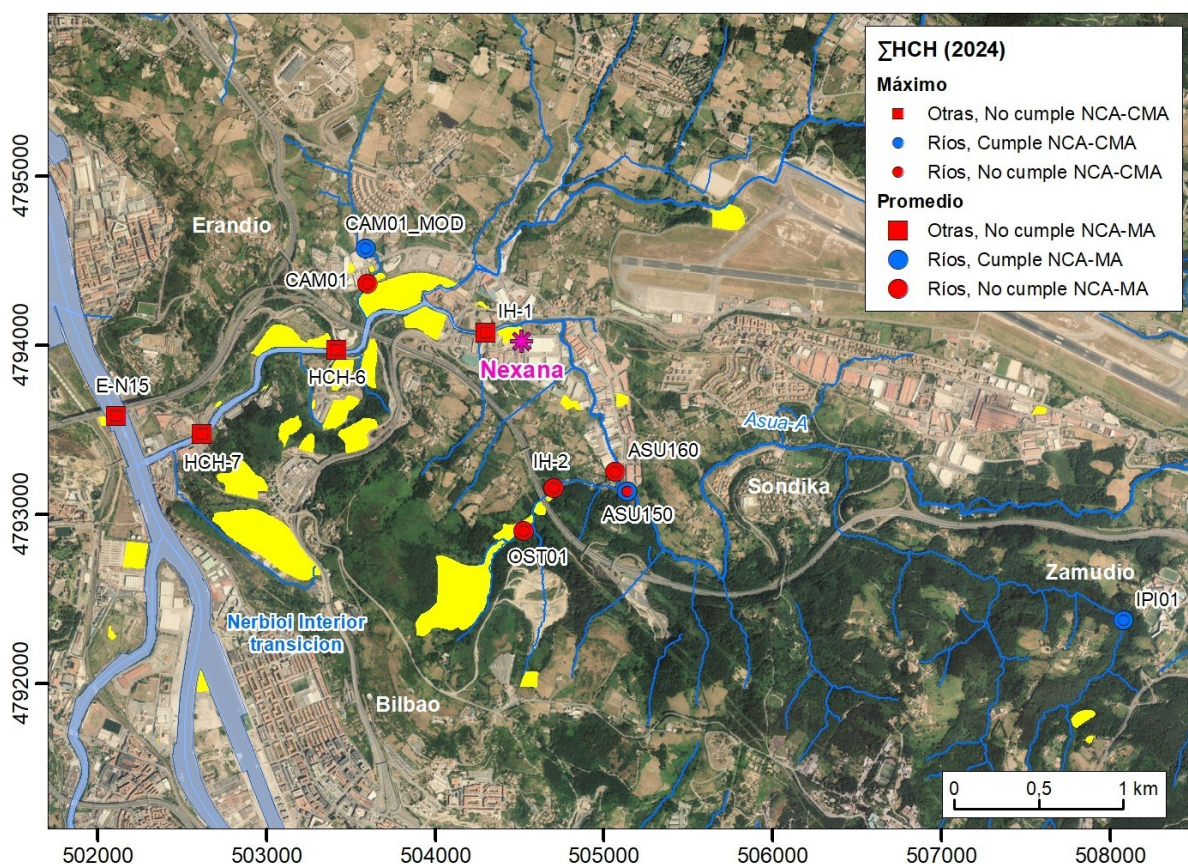 ∑HCH (2024)
Máximo
Otras, No cumple NCA-CMA
Ríos, Cumple NCA-CMA
Ríos, No cumple NCA-CMA
Promedio
Otras, No cumple NCA-MA
Ríos, Cumple NCA-MA
Ríos, No cumple NCA-MA
4795000
4794000
4793000
4792000
Erandio
CAM01_MOD
CAM01
IH-1
Nexana
HCH-6
E-N15
HCH-7
IH-2
ASU160
ASU150
OST01
Asua-A
Sondika
Zamudio
IPI01
Nerbioi Interior
transicion
Bilbao
0 0,5 1 km
502000 503000 504000 505000 506000 507000 508000